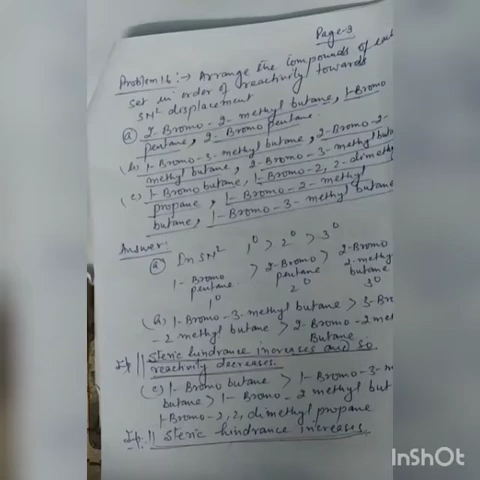 Page-9
Problem 16:→ Arrange the Compounds of each
set in order of reactivity towards
SN2 displacement
(a) 2-Bromo-2-methyl butane, 1-Bromo
pentane, 2-Bromo pentane.
(b) 1-Bromo-3-methyl butane, 2-Bromo-2-
methyl butane, 2-Bromo-3-methyl butane
(c) 1-Bromo butane, 1-Bromo-2,2-dimethyl
propane, 1-Bromo-2-methyl
butane, 1-Bromo-3-methyl butane
Answer:
(a) In SN2 1° > 2° > 3°
1-Bromo > 2-Bromo > 2-Bromo
pentane pentane 2-methyl
1° 2° butane
3°
(b) 1-Bromo-3-methyl butane > 3-Br
-2 methyl butane > 2-Bromo-2 met
Butane
If || Steric hindrance increases and so
reactivity decreases.
(c) 1-Bromo butane > 1-Bromo-3-m
butane > 1-Bromo-2 methyl but
1-Bromo-2,2, dimethyl propane
If || Steric hindrance increases
InShOt